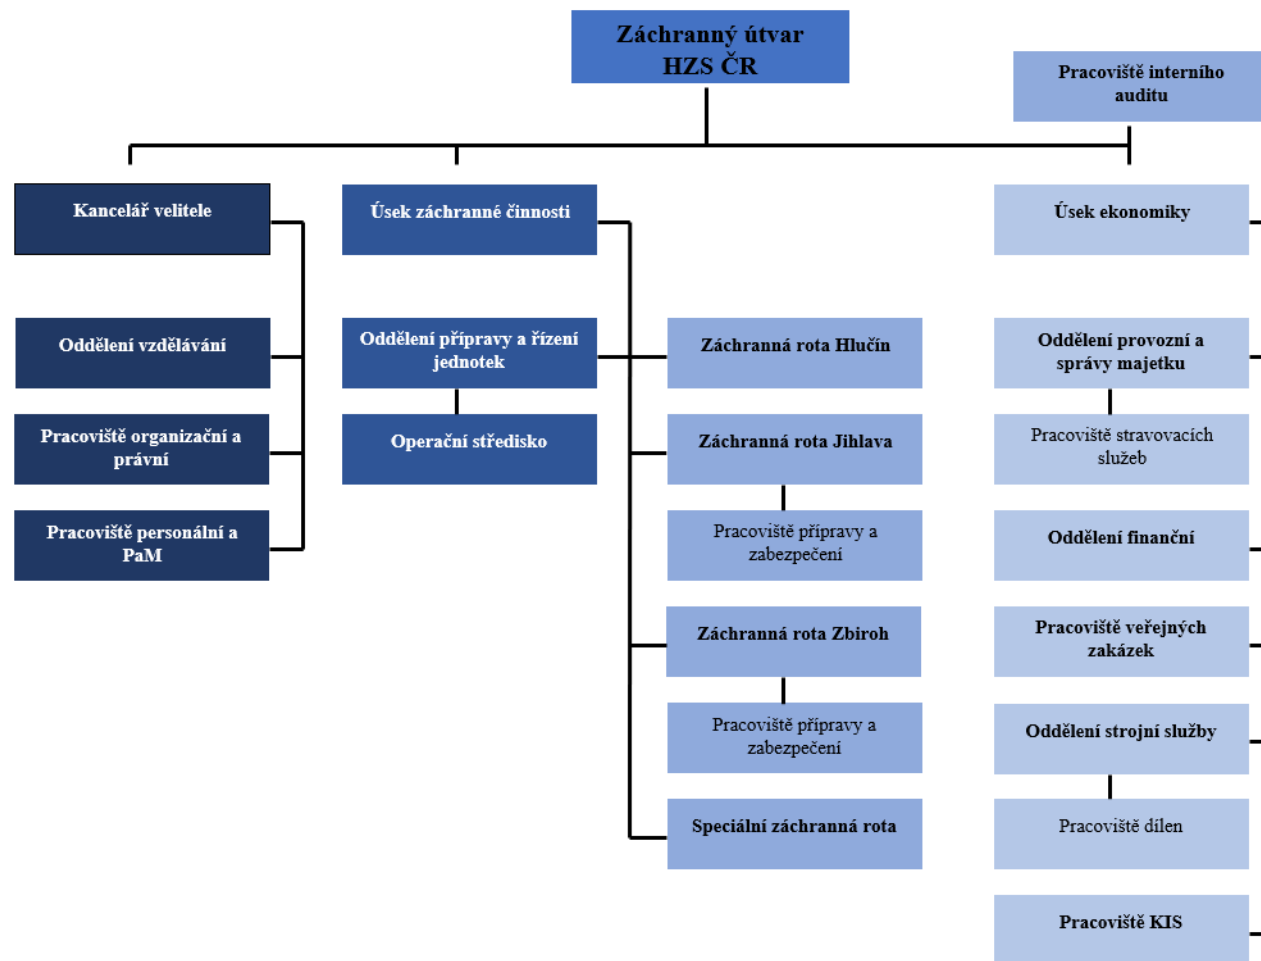 Záchranný útvar
HZS ČR
Pracoviště interního
auditu
Kancelář velitele
Úsek záchranné činnosti
Úsek ekonomiky
Oddělení vzdělávání
Oddělení přípravy a řízení
jednotek
Záchranná rota Hlučín
Oddělení provozní a
správy majetku
Pracoviště organizační a
právní
Operační středisko
Záchranná rota Jihlava
Pracoviště stravovacích
služeb
Pracoviště personální a
PaM
Pracoviště přípravy a
zabezpečení
Oddělení finanční
Záchranná rota Zbiroh
Pracoviště veřejných
zakázek
Pracoviště přípravy a
zabezpečení
Oddělení strojní služby
Speciální záchranná rota
Pracoviště dílen
Pracoviště KIS